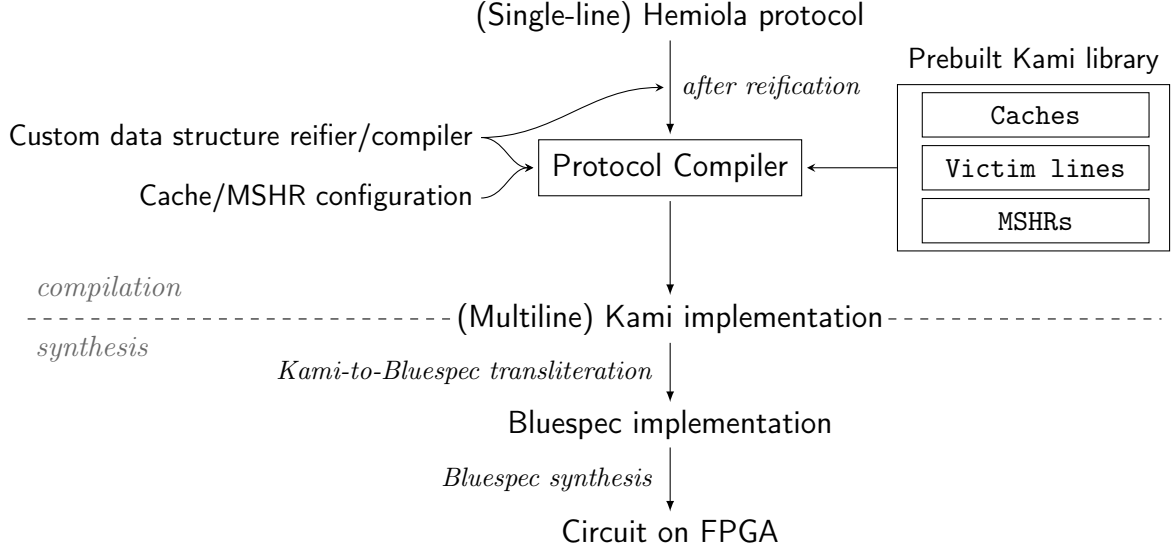 (Single-line) Hemiola protocol
Prebuilt Kami library
after reification
Caches
Custom data structure reifier/compiler
Protocol Compiler
Victim lines
Cache/MSHR configuration
MSHRs
compilation
(Multiline) Kami implementation
synthesis
Kami-to-Bluespec transliteration
Bluespec implementation
Bluespec synthesis
Circuit on FPGA